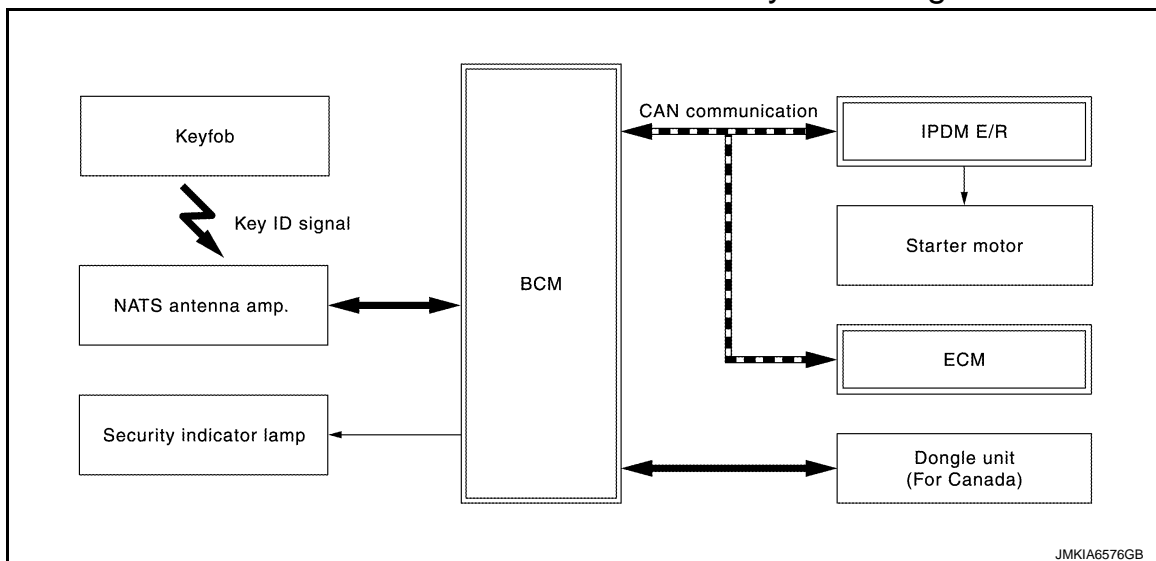 Keyfob
Key ID signal
NATS antenna amp.
Security indicator lamp
BCM
CAN communication
IPDM E/R
Starter motor
ECM
Dongle unit
(For Canada)
JMKIA6576GB